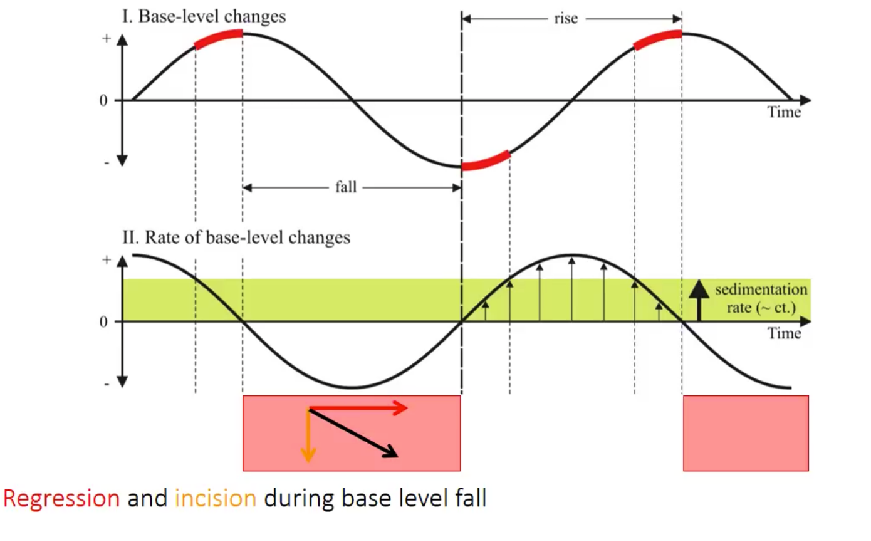 I. Base-level changes
rise
+
0
Time
-
fall
II. Rate of base-level changes
+
sedimentation
rate (~ ct.)
0
Time
-
Regression and incision during base level fall